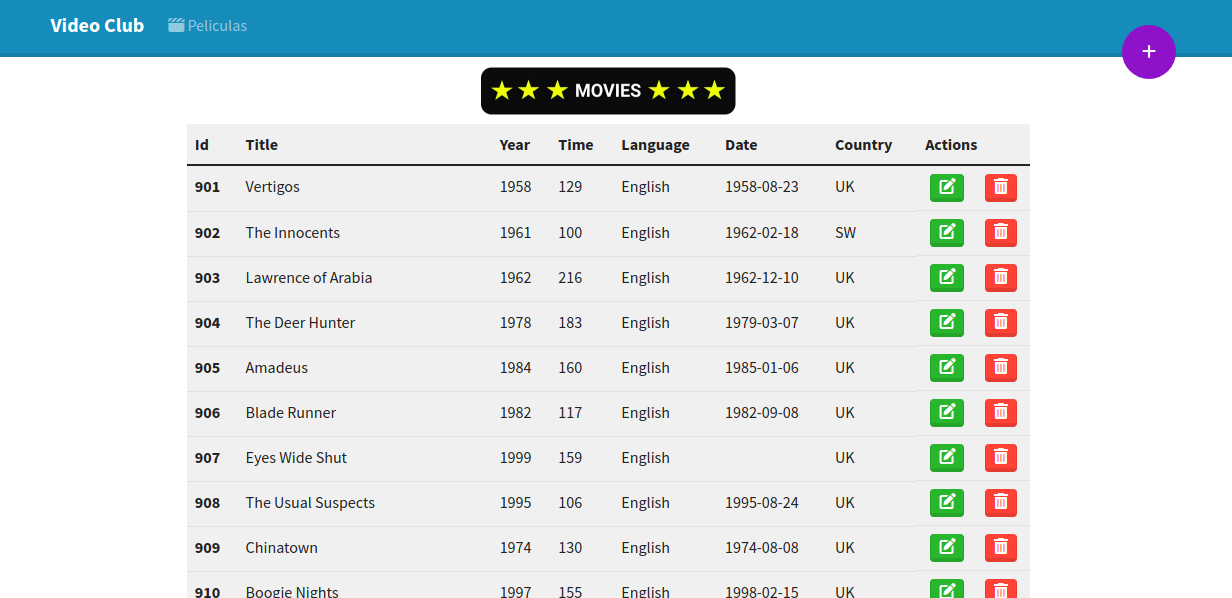 Video Club Peliculas
+
★ ★ ★ MOVIES ★ ★ ★
Id Title Year Time Language Date Country Actions
901 Vertigos 1958 129 English 1958-08-23 UK
902 The Innocents 1961 100 English 1962-02-18 SW
903 Lawrence of Arabia 1962 216 English 1962-12-10 UK
904 The Deer Hunter 1978 183 English 1979-03-07 UK
905 Amadeus 1984 160 English 1985-01-06 UK
906 Blade Runner 1982 117 English 1982-09-08 UK
907 Eyes Wide Shut 1999 159 English UK
908 The Usual Suspects 1995 106 English 1995-08-24 UK
909 Chinatown 1974 130 English 1974-08-08 UK
910 Boogie Nights 1997 155 English 1998-02-15 UK